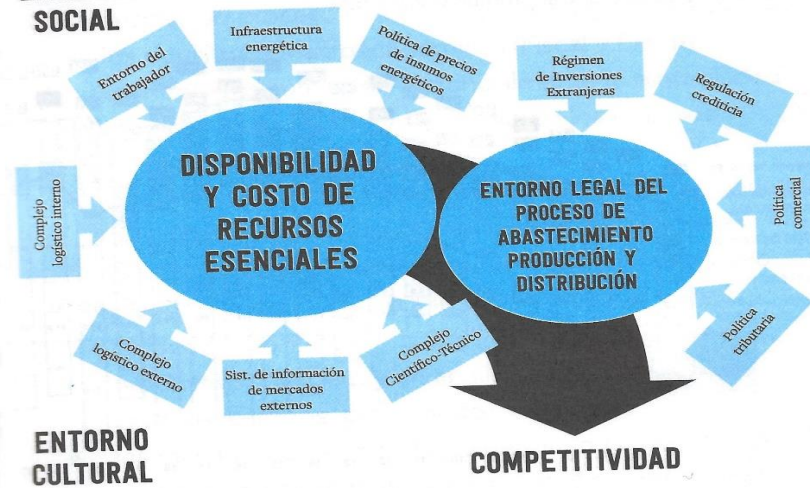 SOCIAL
Entorno del
trabajador
Infraestructura
energética
Política de precios
de insumos
energéticos
Régimen
de Inversiones
Extranjeras
Regulación
crediticia
DISPONIBILIDAD
Y COSTO DE
RECURSOS
ESENCIALES
ENTORNO LEGAL DEL
PROCESO DE
ABASTECIMIENTO
PRODUCCIÓN Y
DISTRIBUCIÓN
Complejo
logístico interno
Política
comercial
Complejo
logístico externo
Sist. de información
de mercados
externos
Complejo
Científico-Técnico
Política
tributaria
ENTORNO
CULTURAL
COMPETITIVIDAD